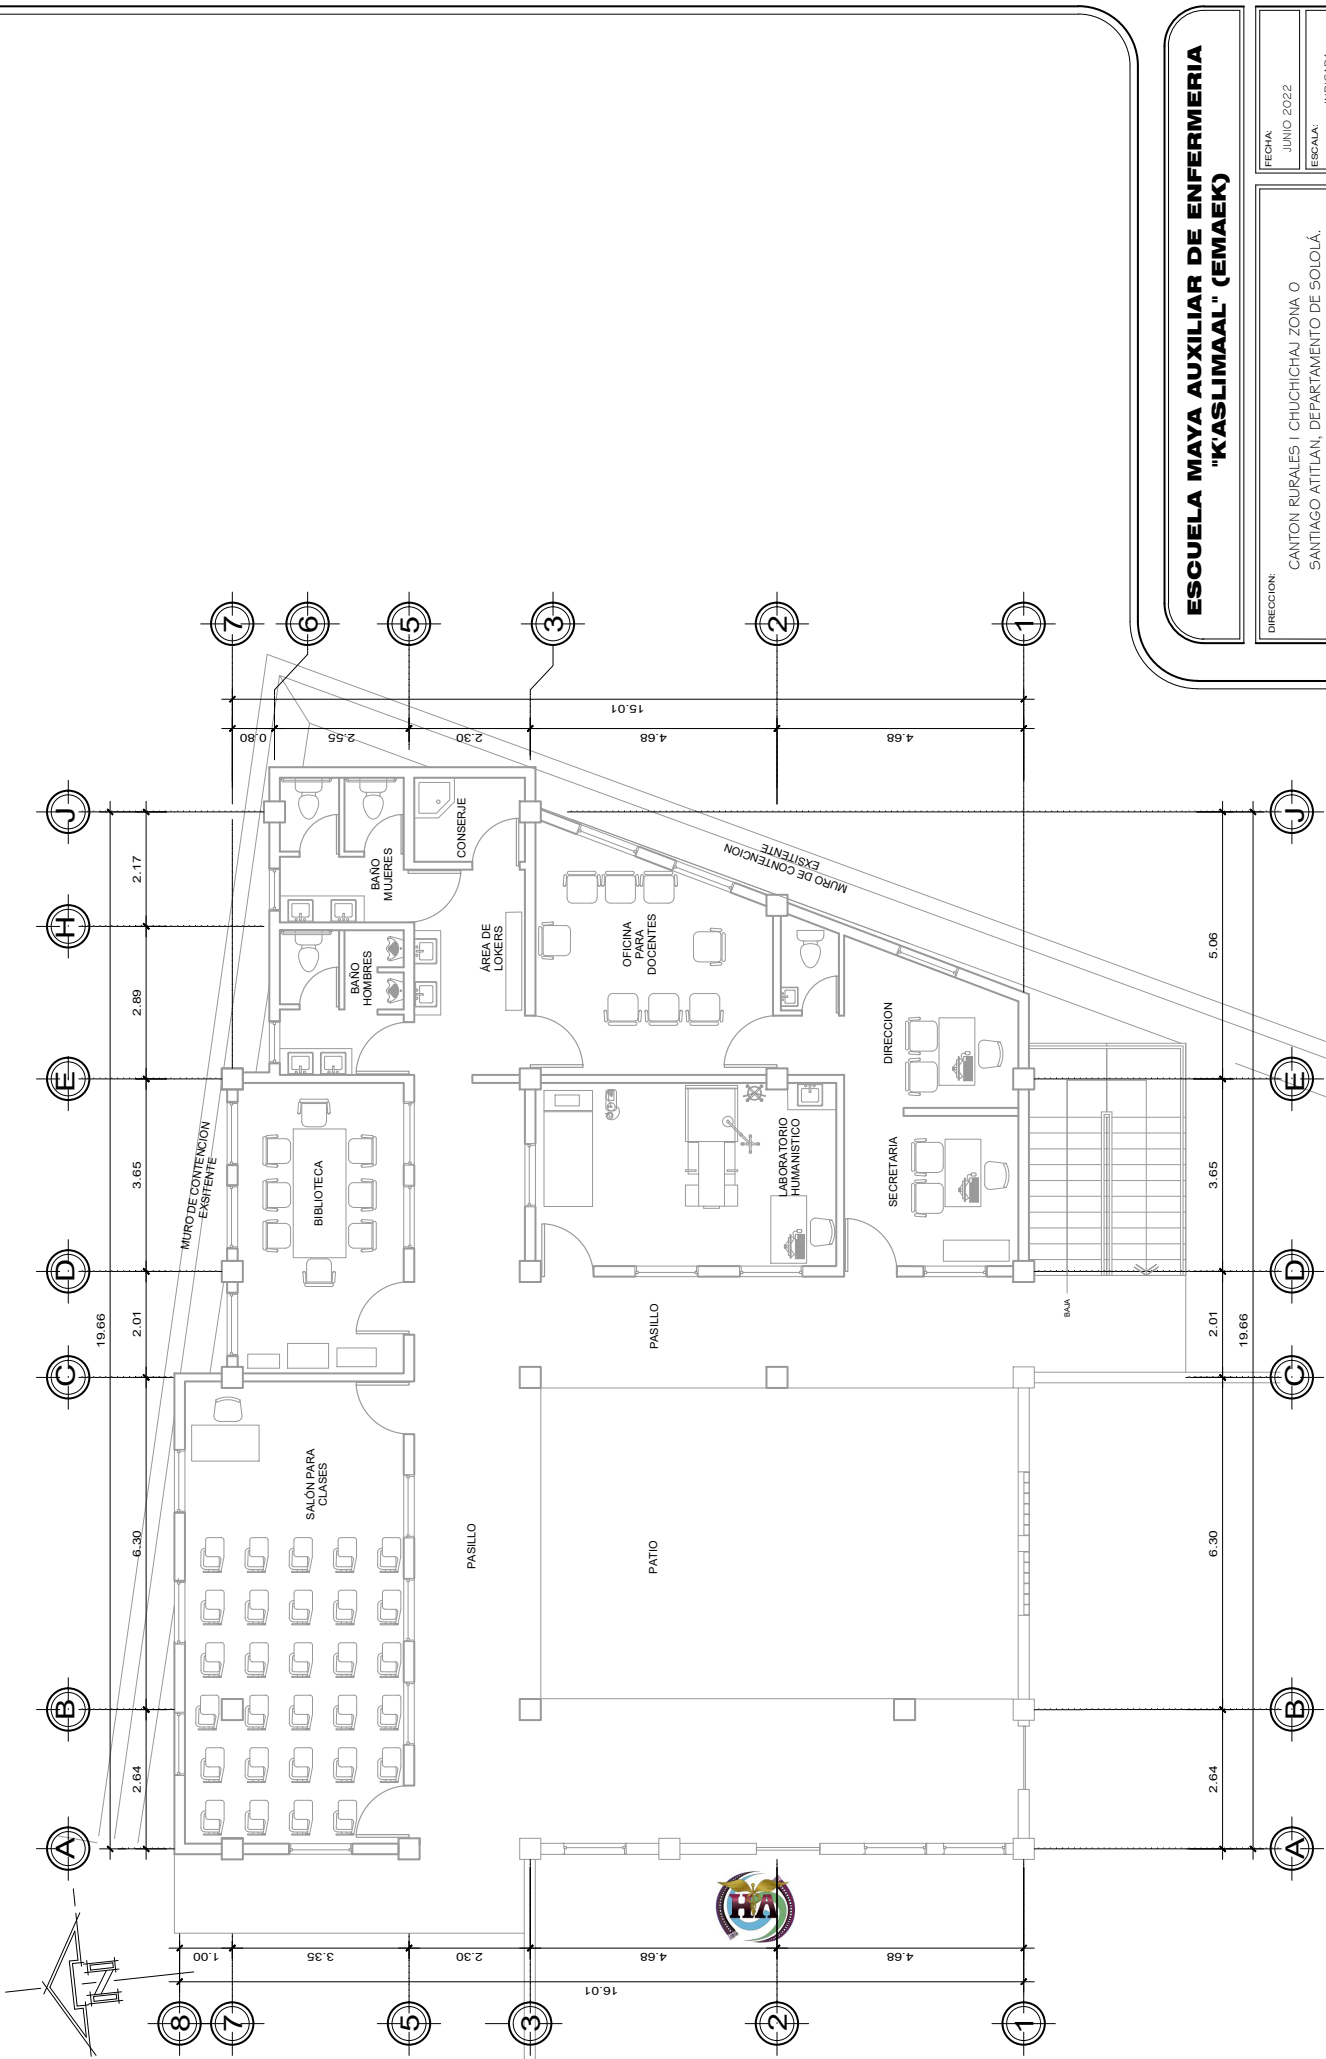 A
B
C
D
E
H
J
19.66
2.64
6.30
2.01
3.65
2.89
2.17
N
8
7
5
3
2
1
1.00
3.35
2.30
4.68
4.68
16.01
MURO DE CONTENCION
EXSITENTE
SALÓN PARA
CLASES
BIBLIOTECA
BAÑO
HOMBRES
BAÑO
MUJERES
CONSERJE
ÁREA DE
LOKERS
PASILLO
PATIO
PASILLO
OFICINA
PARA
DOCENTES
LABORATORIO
HUMANISTICO
SECRETARIA
DIRECCION
MURO DE CONTENCION
EXSITENTE
BAJA
HA
7
6
5
3
2
1
0.80
2.55
2.30
4.68
4.68
15.01
2.64
6.30
2.01
3.65
5.06
19.66
A
B
C
D
E
J
ESCUELA MAYA AUXILIAR DE ENFERMERIA
"K'ASLIMAAL" (EMAEK)
DIRECCION:
CANTON RURALES I CHUCHICHAJ ZONA 0
SANTIAGO ATITLAN, DEPARTAMENTO DE SOLOLÁ.
FECHA:
JUNIO 2022
ESCALA: